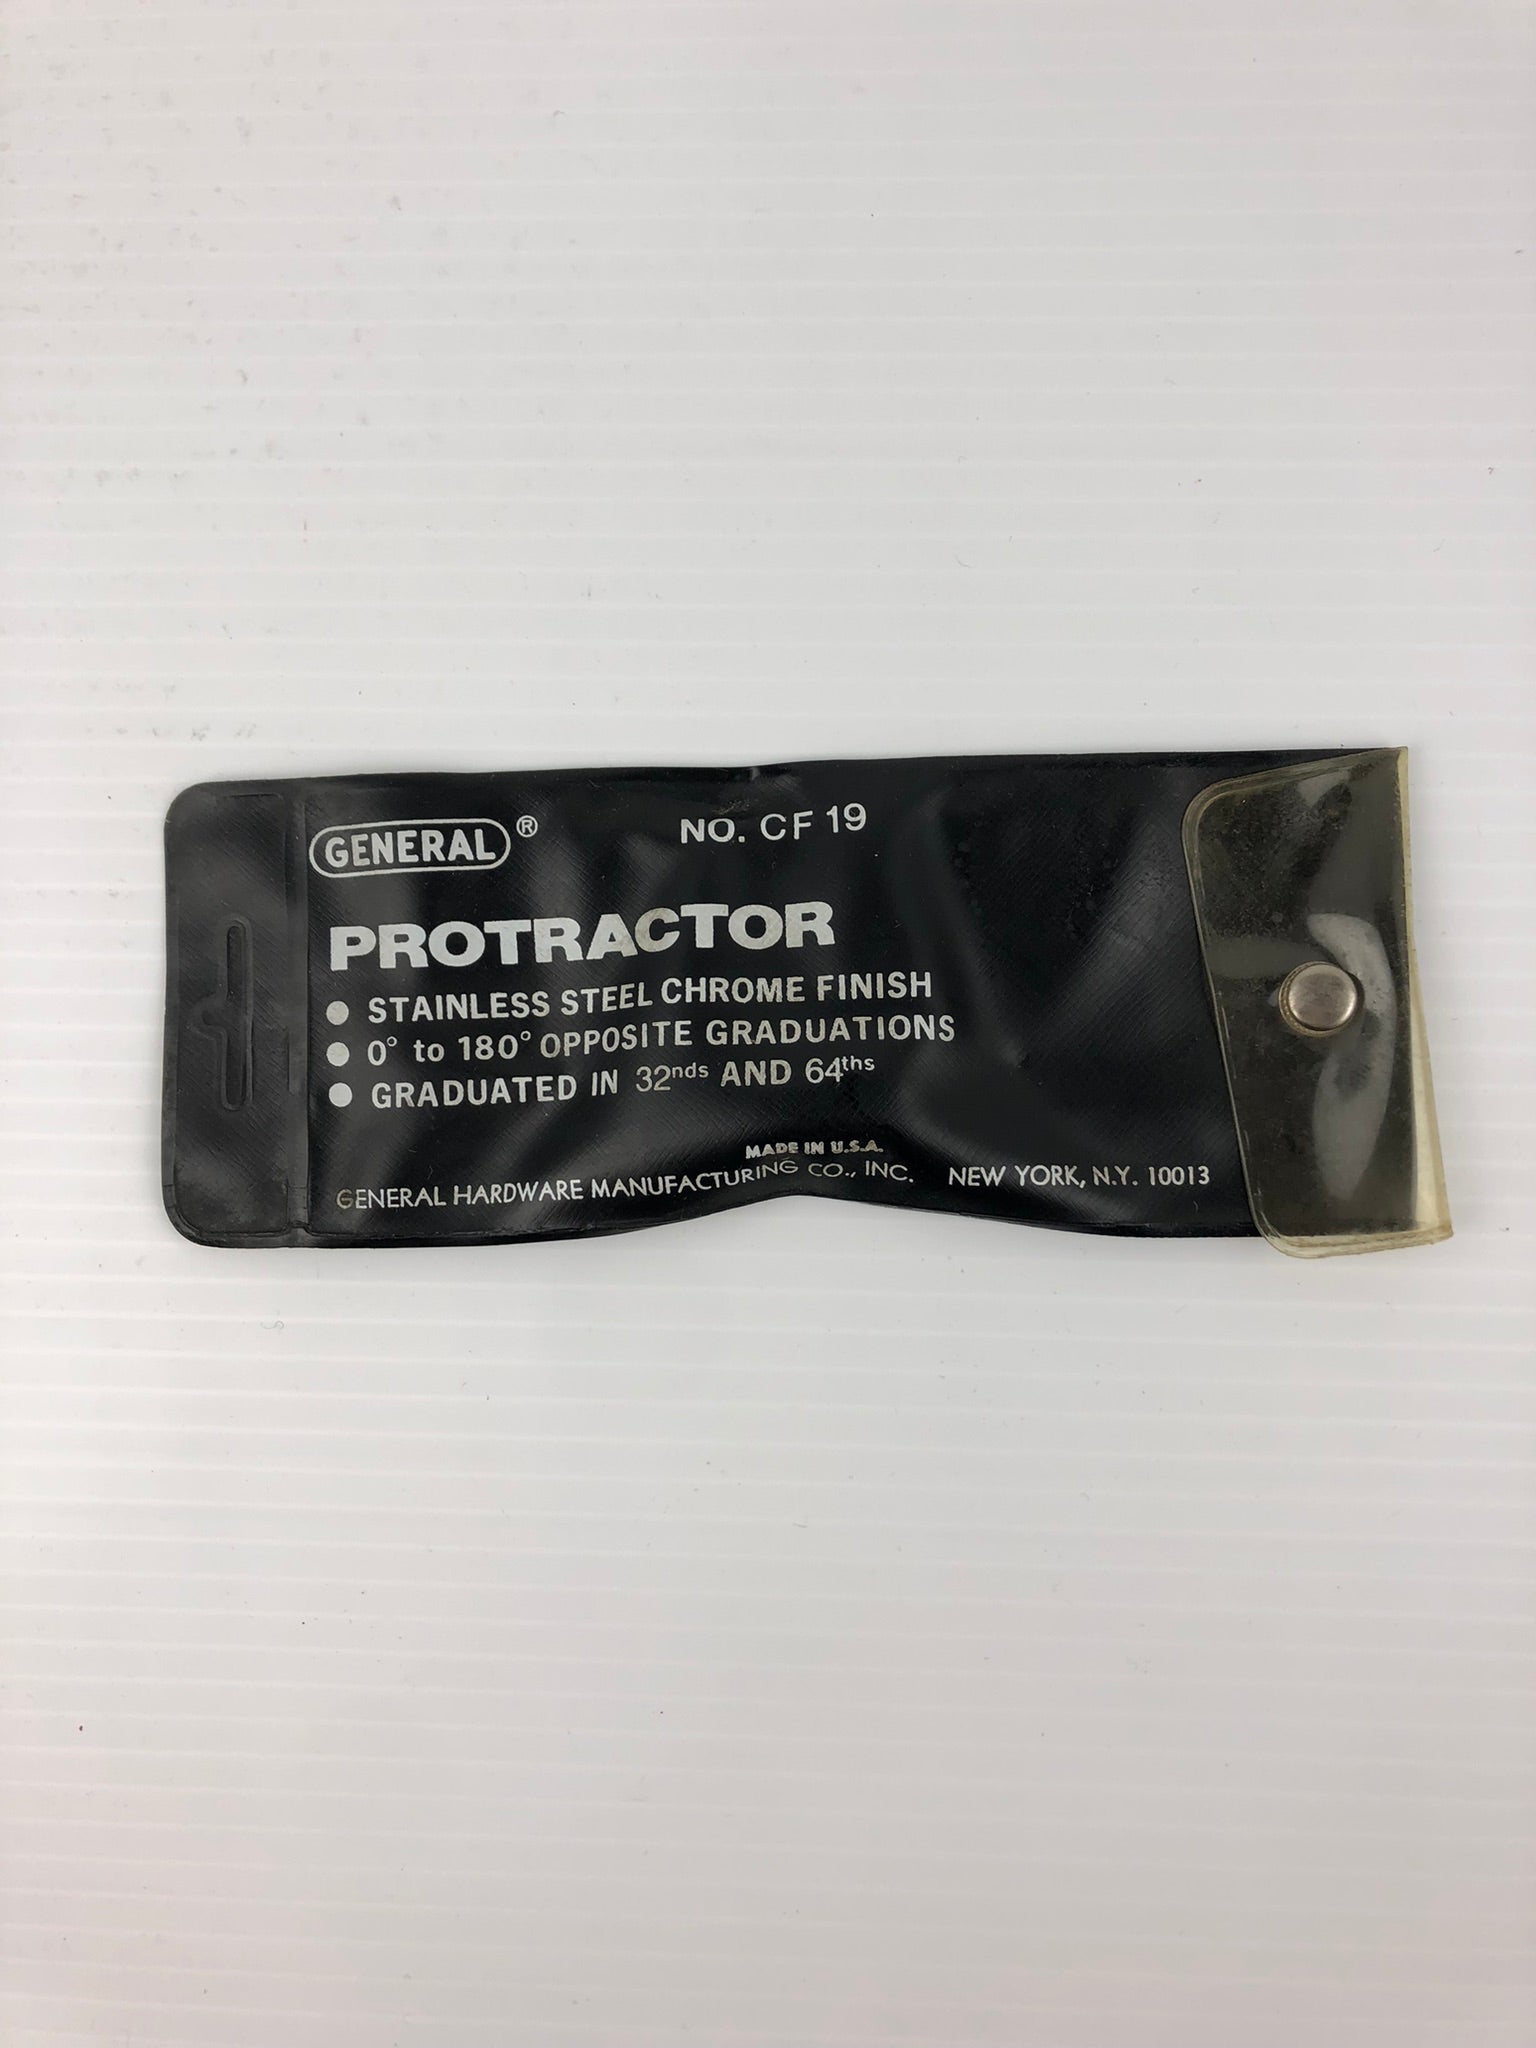 GENERAL® NO. CF 19
PROTRACTOR
● STAINLESS STEEL CHROME FINISH
● 0° to 180° OPPOSITE GRADUATIONS
● GRADUATED IN 32nds AND 64ths
MADE IN U.S.A.
GENERAL HARDWARE MANUFACTURING CO., INC. NEW YORK, N.Y. 10013